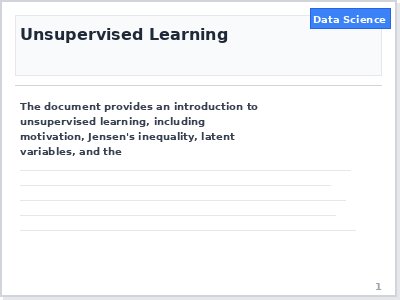 Data Science
Unsupervised Learning
The document provides an introduction to
unsupervised learning, including
motivation, Jensen's inequality, latent
variables, and the
1